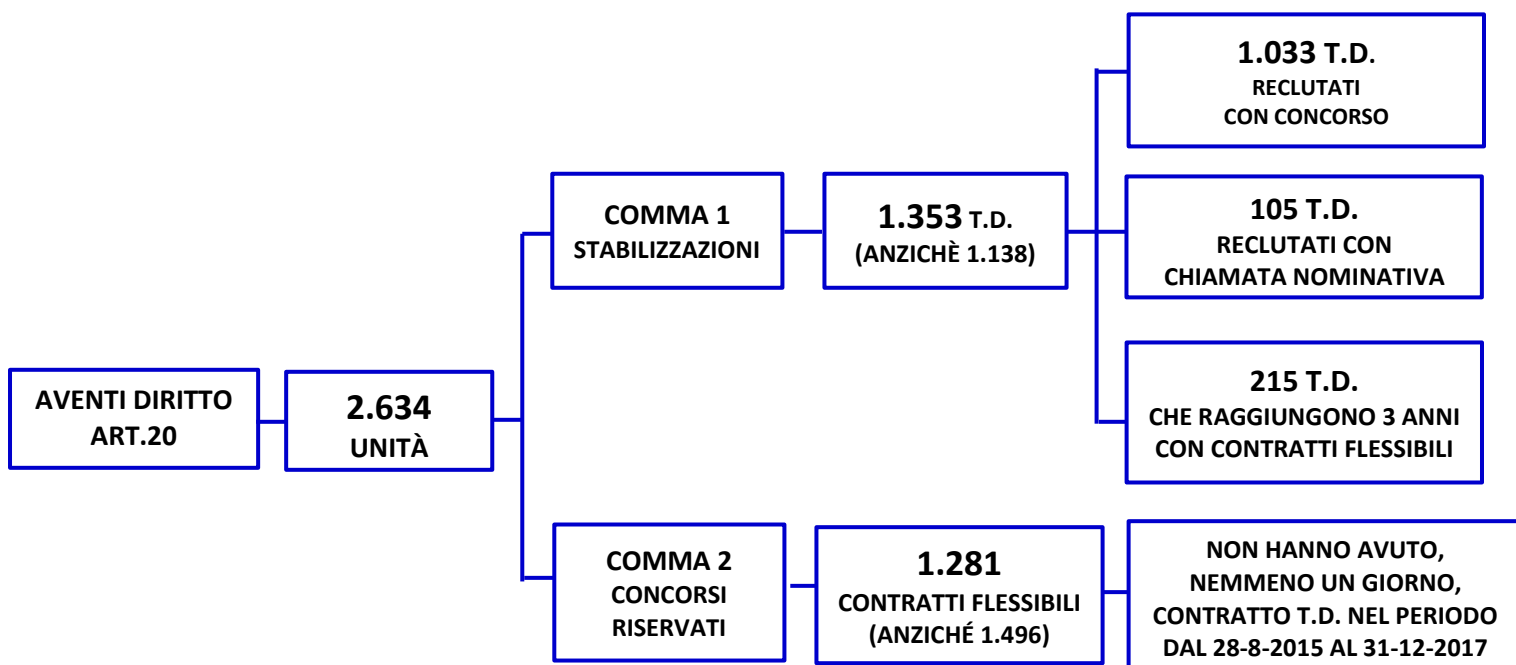 AVENTI DIRITTO
ART.20
2.634
UNITÀ
COMMA 1
STABILIZZAZIONI
1.353 T.D.
(ANZICHÈ 1.138)
1.033 T.D.
RECLUTATI
CON CONCORSO
105 T.D.
RECLUTATI CON
CHIAMATA NOMINATIVA
215 T.D.
CHE RAGGIUNGONO 3 ANNI
CON CONTRATTI FLESSIBILI
COMMA 2
CONCORSI
RISERVATI
1.281
CONTRATTI FLESSIBILI
(ANZICHÉ 1.496)
NON HANNO AVUTO,
NEMMENO UN GIORNO,
CONTRATTO T.D. NEL PERIODO
DAL 28-8-2015 AL 31-12-2017